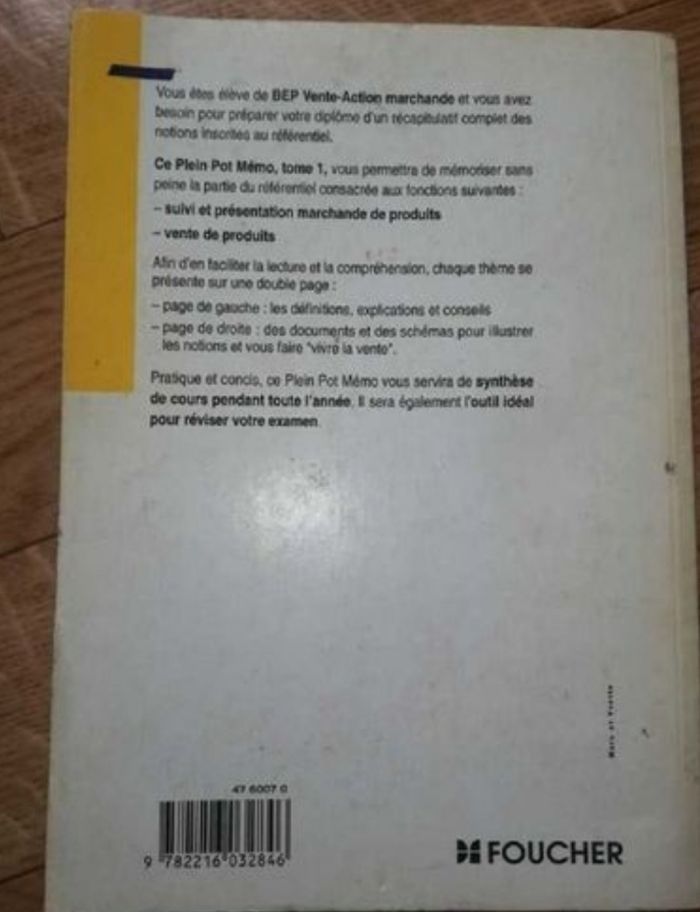 Vous êtes élève de BEP Vente-Action marchande et vous avez
besoin pour préparer votre diplôme d'un récapitulatif complet des
notions inscrites au référentiel.
Ce Plein Pot Mémo, tome 1, vous permettra de mémoriser sans
peine la partie du référentiel consacrée aux fonctions suivantes :
– suivi et présentation marchande de produits
– vente de produits
Afin d'en faciliter la lecture et la compréhension, chaque thème se
présente sur une double page :
– page de gauche : les définitions, explications et conseils
– page de droite : des documents et des schémas pour illustrer
les notions et vous faire "vivre la vente".
Pratique et concis, ce Plein Pot Mémo vous servira de synthèse
de cours pendant toute l'année. Il sera également l'outil idéal
pour réviser votre examen.
47 6007 0
9 782216 032846
FOUCHER